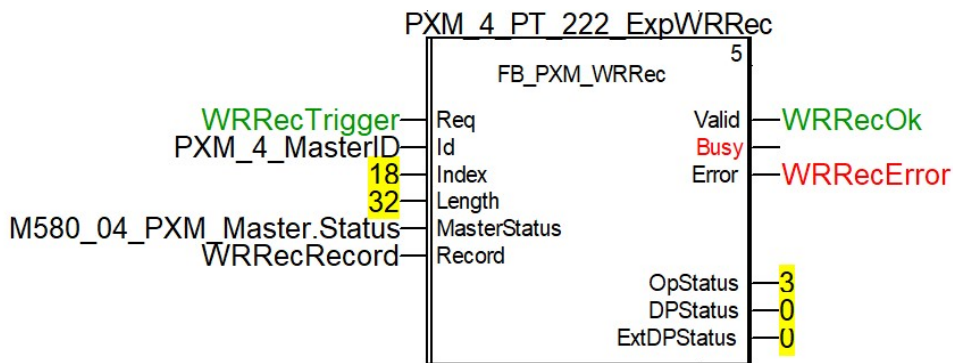 PXM_4_PT_222_ExpWRRec
5
FB_PXM_WRRec
WRRecTrigger Req Valid WRRecOk
PXM_4_MasterID Id Busy
18 Index Error WRRecError
32 Length
M580_04_PXM_Master.Status MasterStatus
WRRecRecord Record
OpStatus 3
DPStatus 0
ExtDPStatus 0